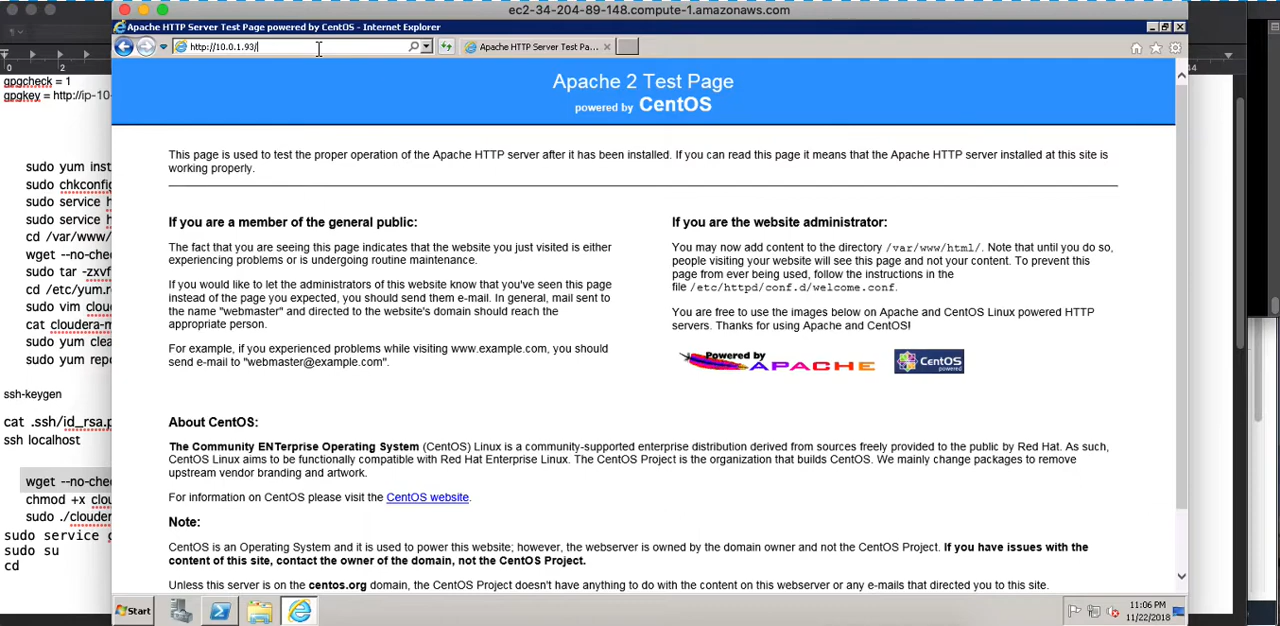 ec2-34-204-89-148.compute-1.amazonaws.com
Apache HTTP Server Test Page powered by CentOS - Internet Explorer
http://10.0.1.93/
Apache HTTP Server Test Pa...
0 2
44
gpgcheck = 1
gpgkey = http://ip-10-
sudo yum inst
sudo chkconfig
sudo service h
sudo service h
cd /var/www/
wget --no-chec
sudo tar -zxvf
cd /etc/yum.re
sudo vim clou
cat cloudera-m
sudo yum clea
sudo yum repo
ssh-keygen
cat .ssh/id_rsa.p
ssh localhost
wget --no-chec
chmod +x clou
sudo ./clouder
sudo service c
sudo su
cd
Apache 2 Test Page
powered by CentOS
This page is used to test the proper operation of the Apache HTTP server after it has been installed. If you can read this page it means that the Apache HTTP server installed at this site is
working properly.
If you are a member of the general public:
The fact that you are seeing this page indicates that the website you just visited is either
experiencing problems or is undergoing routine maintenance.
If you would like to let the administrators of this website know that you've seen this page
instead of the page you expected, you should send them e-mail. In general, mail sent to
the name "webmaster" and directed to the website's domain should reach the
appropriate person.
For example, if you experienced problems while visiting www.example.com, you should
send e-mail to "webmaster@example.com".
If you are the website administrator:
You may now add content to the directory /var/www/html/. Note that until you do so,
people visiting your website will see this page and not your content. To prevent this
page from ever being used, follow the instructions in the
file /etc/httpd/conf.d/welcome.conf.
You are free to use the images below on Apache and CentOS Linux powered HTTP
servers. Thanks for using Apache and CentOS!
Powered by
APACHE
CentOS
powered
About CentOS:
The Community ENTerprise Operating System (CentOS) Linux is a community-supported enterprise distribution derived from sources freely provided to the public by Red Hat. As such,
CentOS Linux aims to be functionally compatible with Red Hat Enterprise Linux. The CentOS Project is the organization that builds CentOS. We mainly change packages to remove
upstream vendor branding and artwork.
For information on CentOS please visit the CentOS website.
Note:
CentOS is an Operating System and it is used to power this website; however, the webserver is owned by the domain owner and not the CentOS Project. If you have issues with the
content of this site, contact the owner of the domain, not the CentOS Project.
Unless this server is on the centos.org domain, the CentOS Project doesn't have anything to do with the content on this webserver or any e-mails that directed you to this site.
Start
11:06 PM
11/22/2018